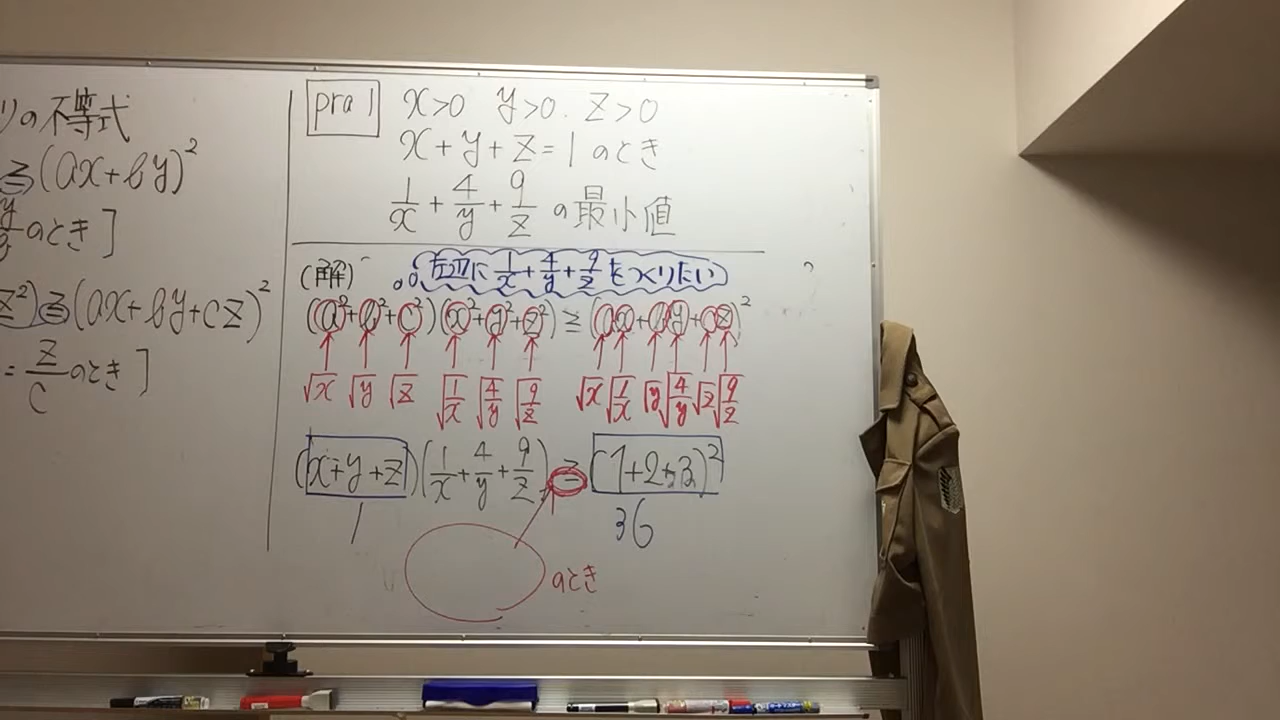 リの不等式
≧(ax+by)²
y/b のとき]
z²)≧(ax+by+cz)²
=z/c のとき]
pra 1 x>0 y>0. z>0
x+y+z=1 のとき
1/x+4/y+9/z の最小値
(解) 左辺に 1/x+4/y+9/z をつくりたい
(a²+b²+c²)(x²+y²+z²)≧(ax+by+cz)²
√x √y √z √1/x √4/y √9/z √x√1/x √y√4/y √z√9/z
(x+y+z)(1/x+4/y+9/z)≧(1+2+3)²
1 36
のとき